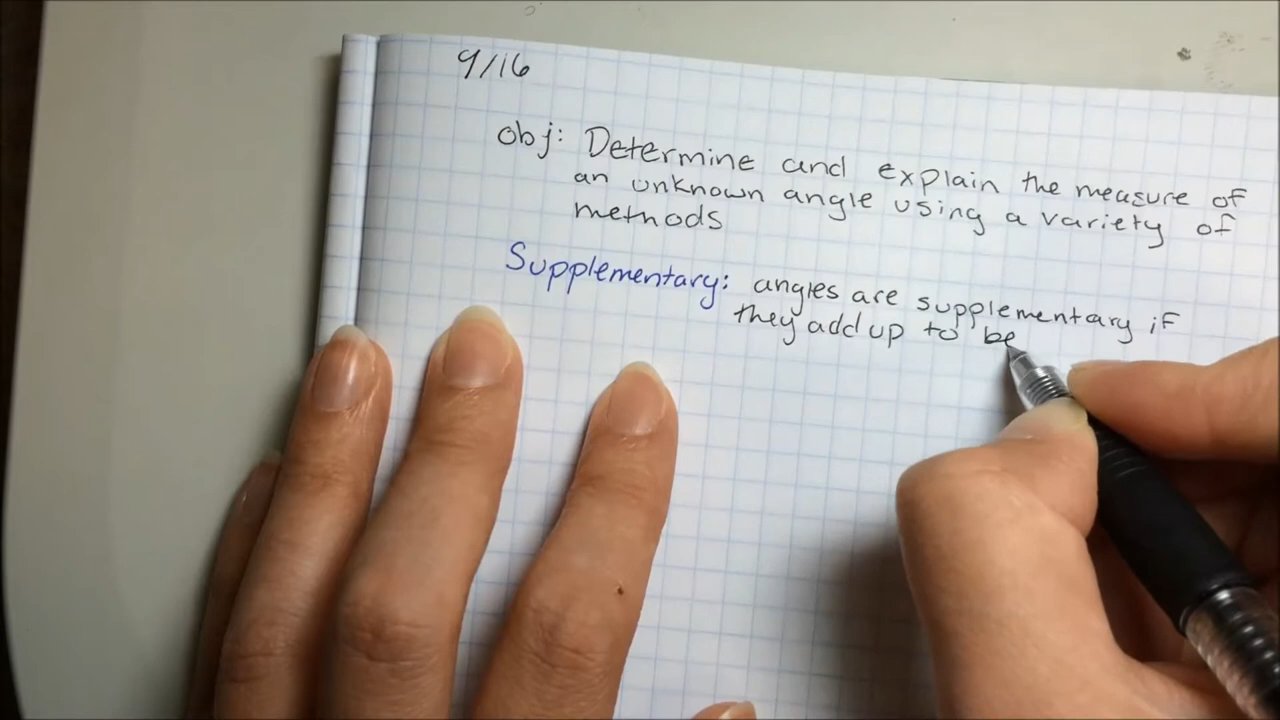 9/16
obj: Determine and explain the measure of
an unknown angle using a variety of
methods
Supplementary: angles are supplementary if
they add up to be